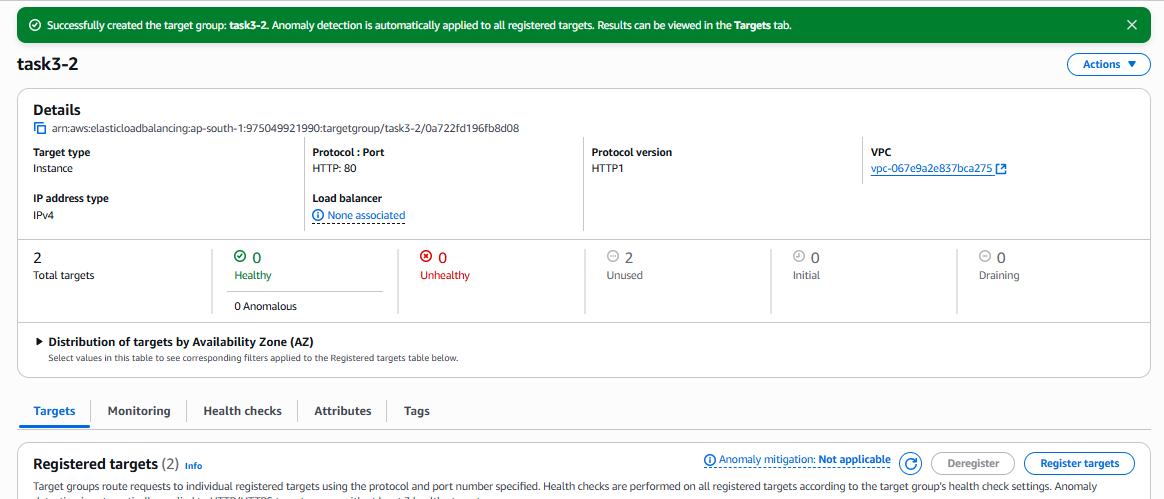 Successfully created the target group: task3-2. Anomaly detection is automatically applied to all registered targets. Results can be viewed in the Targets tab.
task3-2
Actions
Details
arn:aws:elasticloadbalancing:ap-south-1:975049921990:targetgroup/task3-2/0a722fd196fb8d08
Target type
Instance
Protocol : Port
HTTP: 80
Protocol version
HTTP1
VPC
vpc-067e9a2e837bca275
IP address type
IPv4
Load balancer
None associated
2
Total targets
0
Healthy
0 Anomalous
0
Unhealthy
2
Unused
0
Initial
0
Draining
Distribution of targets by Availability Zone (AZ)
Select values in this table to see corresponding filters applied to the Registered targets table below.
Targets
Monitoring
Health checks
Attributes
Tags
Registered targets (2) Info
Anomaly mitigation: Not applicable
Deregister
Register targets
Target groups route requests to individual registered targets using the protocol and port number specified. Health checks are performed on all registered targets according to the target group's health check settings. Anomaly